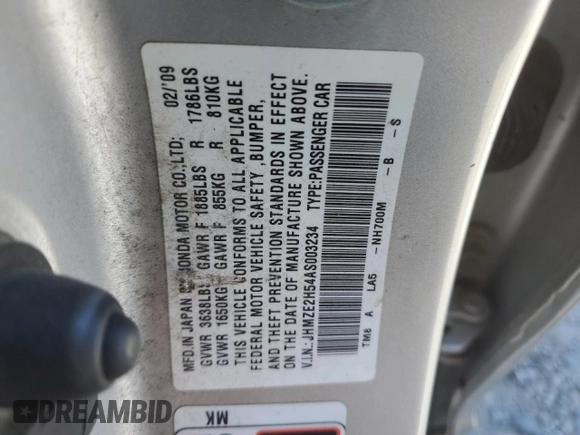 MFD.IN JAPAN BY HONDA MOTOR CO.,LTD; 02/'09
GVWR 3638LBS GAWR F 1885LBS R 1786LBS
GVWR 1650KG GAWR F 855KG R 810KG
THIS VEHICLE CONFORMS TO ALL APPLICABLE
FEDERAL MOTOR VEHICLE SAFETY ,BUMPER,
AND THEFT PREVENTION STANDARDS IN EFFECT
ON THE DATE OF MANUFACTURE SHOWN ABOVE.
V.I.N.: JHMZE2H54AS003234 TYPE:PASSENGER CAR
TM8 A LA5 -NH700M -B -S
MK
DREAMBID